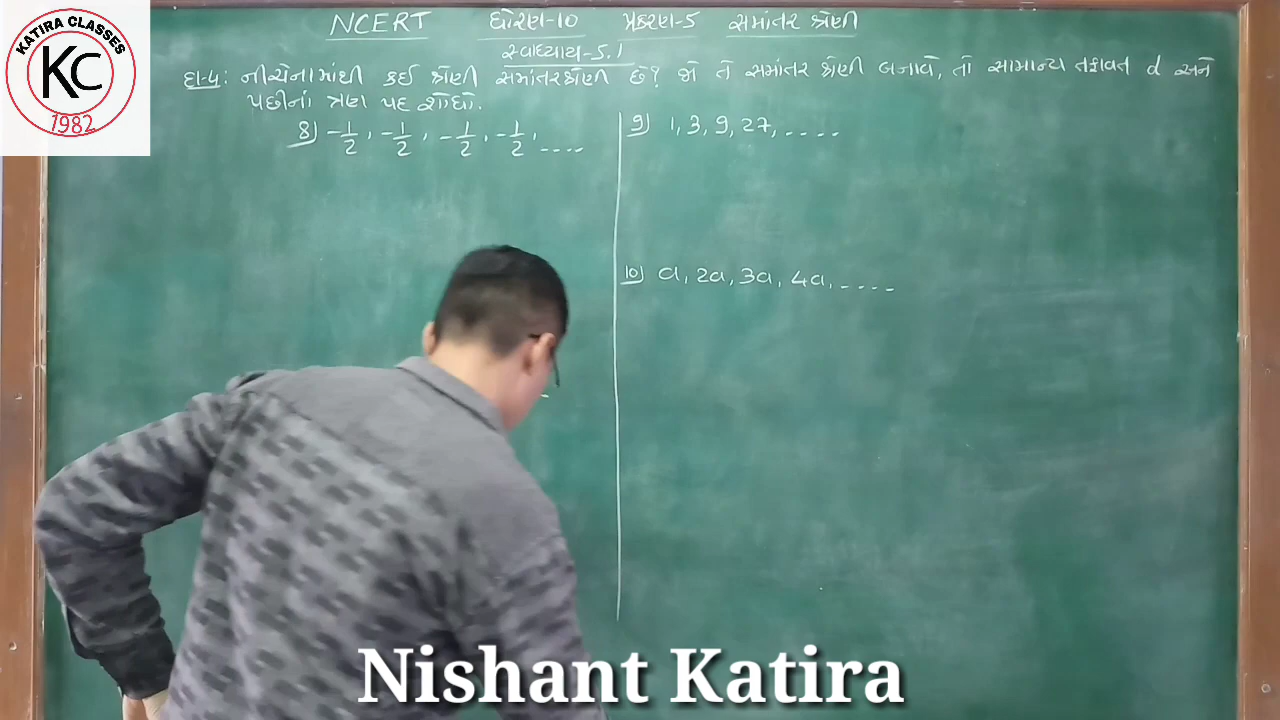 KATIRA CLASSES
KC
1982
NCERT ધોરણ-10 પ્રકરણ-5 સમાંતર શ્રેણી
સ્વાધ્યાય-5.1
દા-4: નીચેનામાંથી કઈ શ્રેણી સમાંતર શ્રેણી છે? જો તે સમાંતર શ્રેણી બનાવે, તો સામાન્ય તફાવત d અને
પછીનાં ત્રણ પદ શોધો.
8) -1/2, -1/2, -1/2, -1/2, ....
9) 1, 3, 9, 27, ....
10) a, 2a, 3a, 4a, ....
Nishant Katira